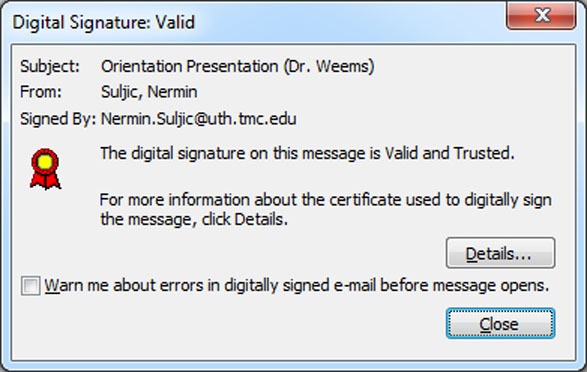 Digital Signature: Valid
Subject: Orientation Presentation (Dr. Weems)
From: Suljic, Nermin
Signed By: Nermin.Suljic@uth.tmc.edu
The digital signature on this message is Valid and Trusted.
For more information about the certificate used to digitally sign
the message, click Details.
Details...
Warn me about errors in digitally signed e-mail before message opens.
Close